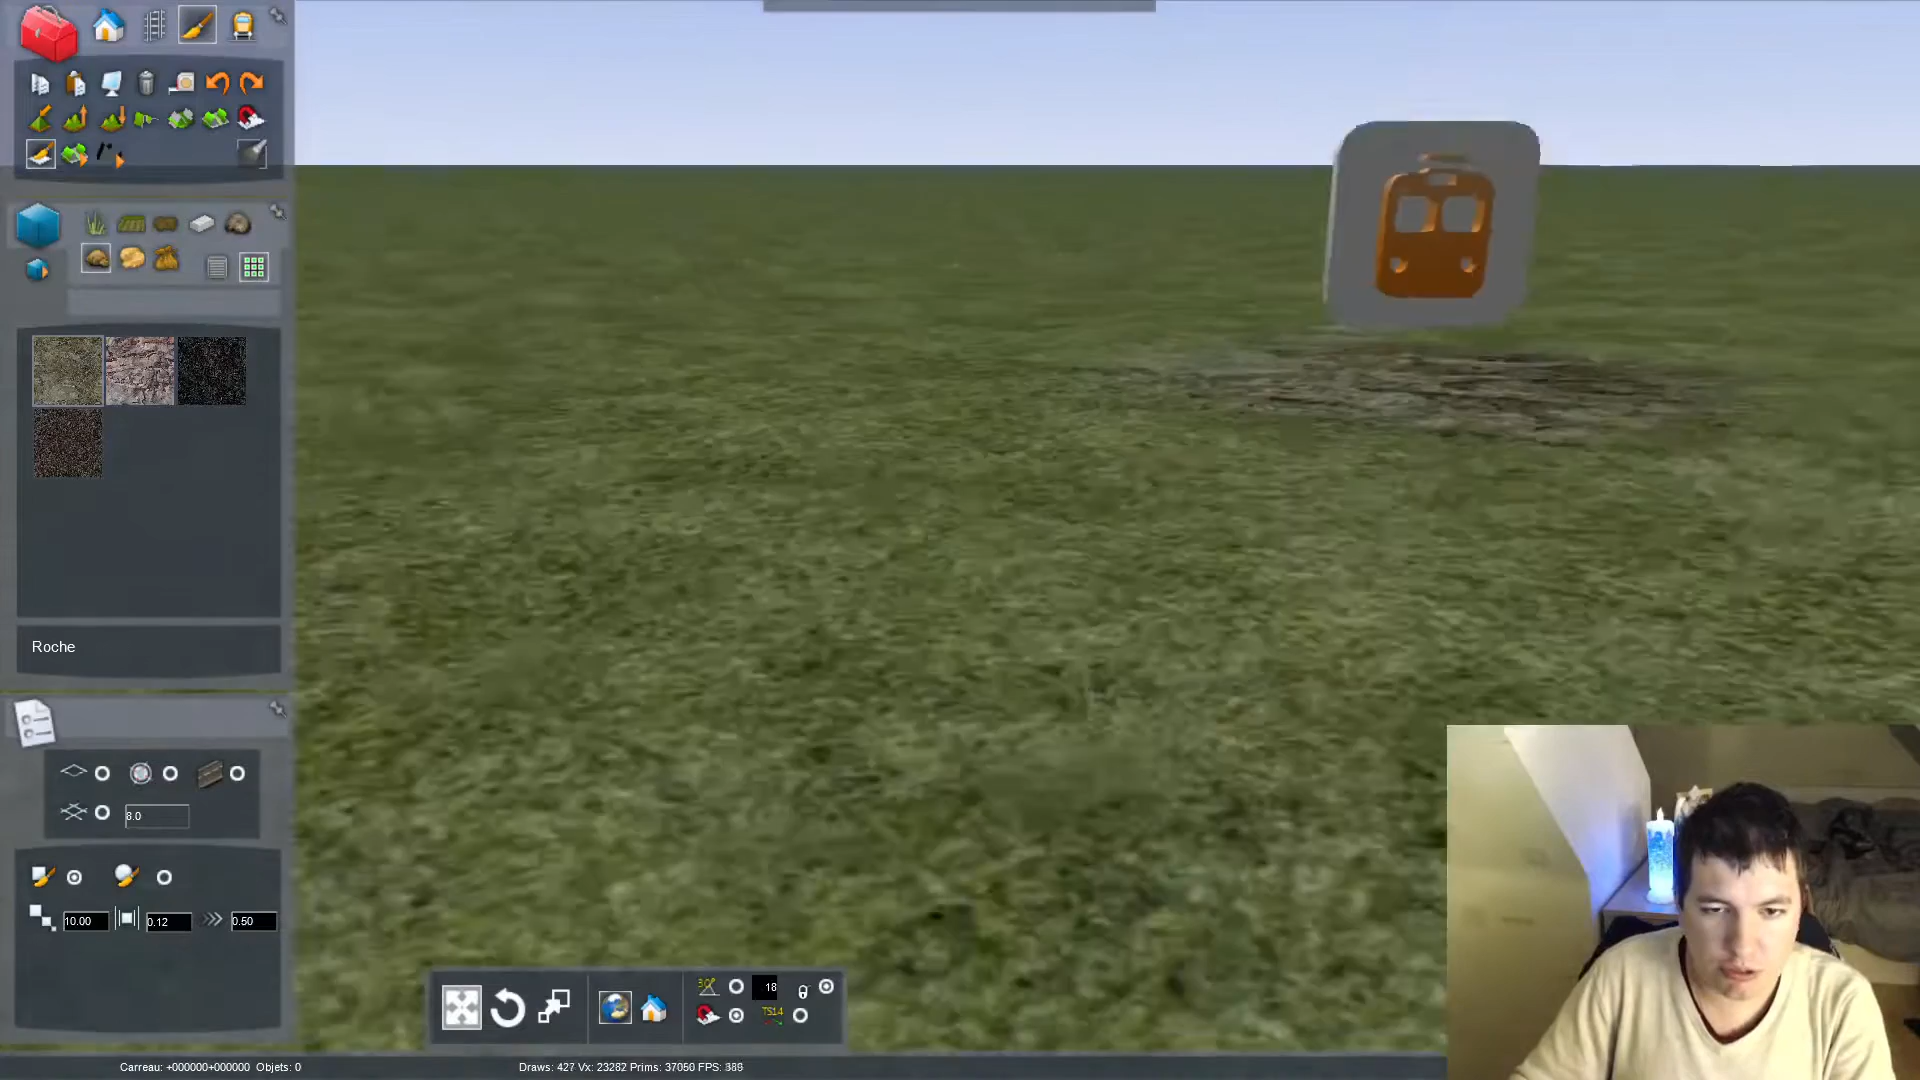 Roche
8.0
10.00
0.12
0.50
30°
18
TS14
Carreau: +000000+000000 Objets: 0
Draws: 427 Vx: 23282 Prims: 37050 FPS: